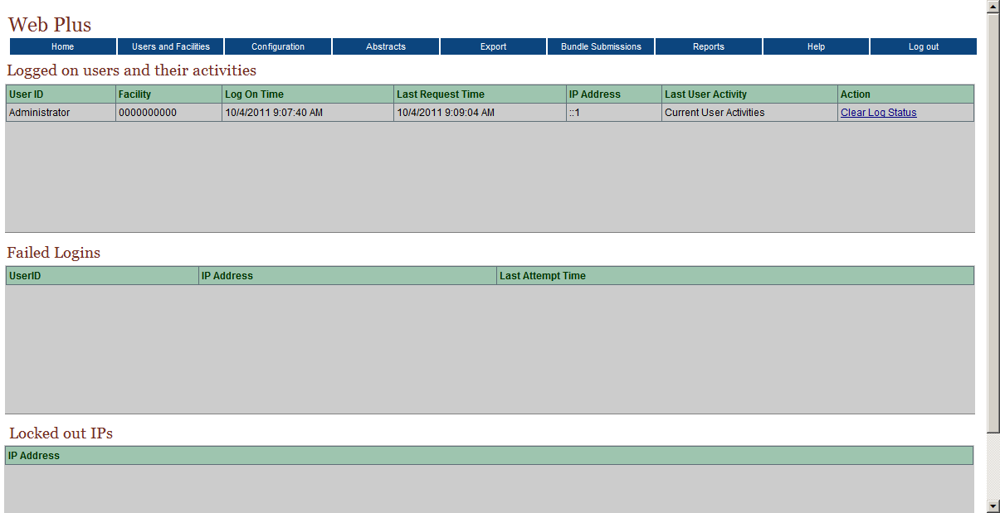 Web Plus
Home Users and Facilities Configuration Abstracts Export Bundle Submissions Reports Help Log out
Logged on users and their activities
User ID Facility Log On Time Last Request Time IP Address Last User Activity Action
Administrator 0000000000 10/4/2011 9:07:40 AM 10/4/2011 9:09:04 AM ::1 Current User Activities Clear Log Status
Failed Logins
UserID IP Address Last Attempt Time
Locked out IPs
IP Address